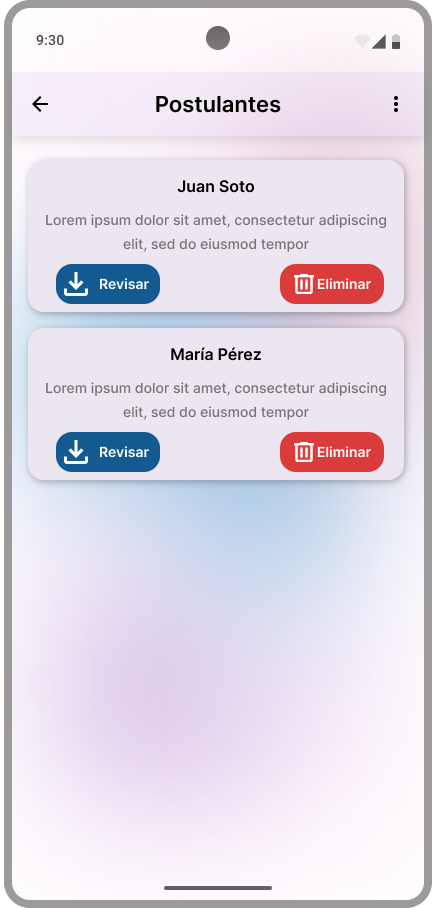 9:30
Postulantes
Juan Soto
Lorem ipsum dolor sit amet, consectetur adipiscing
elit, sed do eiusmod tempor
Revisar Eliminar
María Pérez
Lorem ipsum dolor sit amet, consectetur adipiscing
elit, sed do eiusmod tempor
Revisar Eliminar